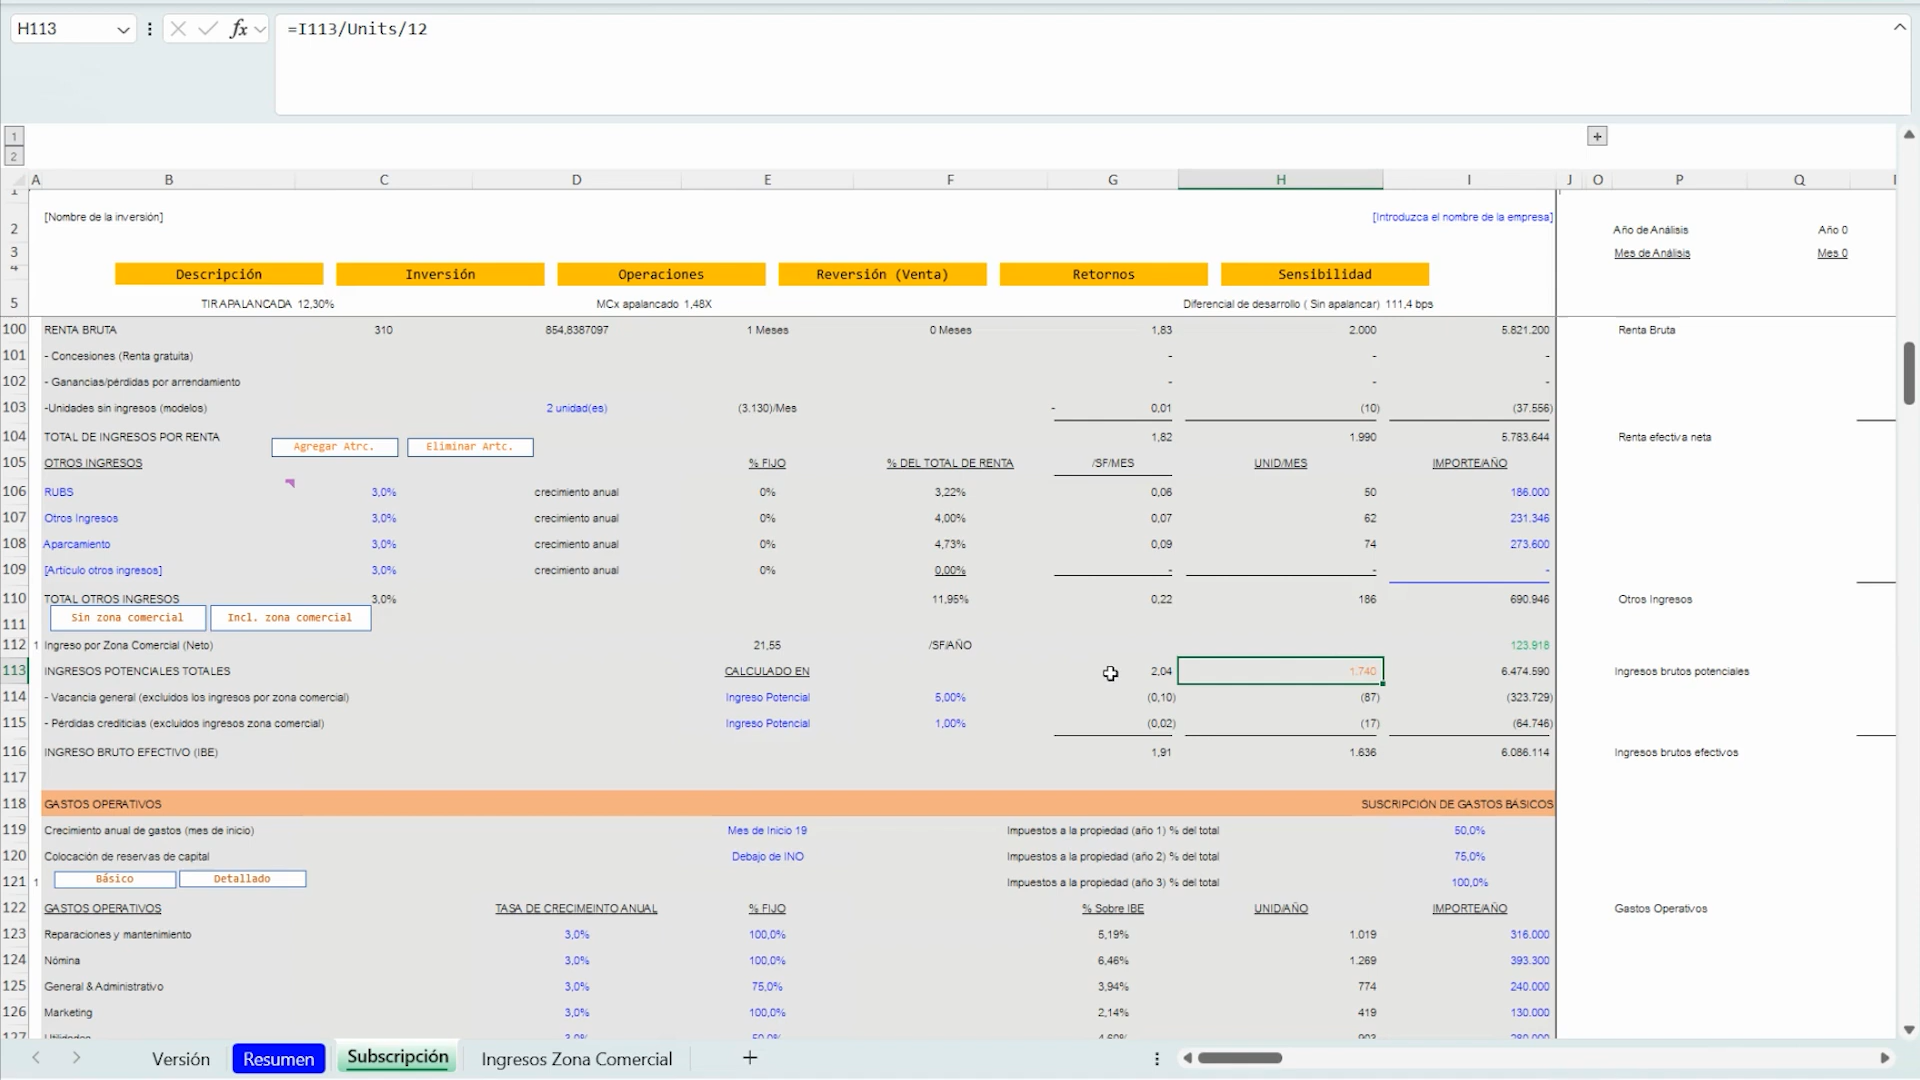 H113 fx =I113/Units/12
1
2
A B C D E F G H I J O P Q
[Nombre de la inversión] [Introduzca el nombre de la empresa]
2 Año de Análisis Año 0
3 Mes de Análisis Mes 0
4 Descripción Inversión Operaciones Reversión (Venta) Retornos Sensibilidad
5 TIR APALANCADA 12,30% MCx apalancado 1,48X Diferencial de desarrollo ( Sin apalancar) 111,4 bps
100 RENTA BRUTA 310 854,8387097 1 Meses 0 Meses 1,83 2.000 5.821.200 Renta Bruta
101 - Concesiones (Renta gratuita) - - -
102 - Ganancias/pérdidas por arrendamiento - - -
103 -Unidades sin ingresos (modelos) 2 unidad(es) (3.130)/Mes - 0,01 (10) (37.556)
104 TOTAL DE INGRESOS POR RENTA 1,82 1.990 5.783.644 Renta efectiva neta
Agregar Atrc. Eliminar Artc.
105 OTROS INGRESOS % FIJO % DEL TOTAL DE RENTA /SF/MES UNID/MES IMPORTE/AÑO
106 RUBS 3,0% crecimiento anual 0% 3,22% 0,06 50 186.000
107 Otros Ingresos 3,0% crecimiento anual 0% 4,00% 0,07 62 231.346
108 Aparcamiento 3,0% crecimiento anual 0% 4,73% 0,09 74 273.600
109 [Artículo otros ingresos] 3,0% crecimiento anual 0% 0,00% - - -
110 TOTAL OTROS INGRESOS 3,0% 11,95% 0,22 186 690.946 Otros Ingresos
111 Sin zona comercial Incl. zona comercial
112 1 Ingreso por Zona Comercial (Neto) 21,55 /SF/AÑO 123.918
113 INGRESOS POTENCIALES TOTALES CALCULADO EN 2,04 1.740 6.474.590 Ingresos brutos potenciales
114 - Vacancia general (excluidos los ingresos por zona comercial) Ingreso Potencial 5,00% (0,10) (87) (323.729)
115 - Pérdidas crediticias (excluidos ingresos zona comercial) Ingreso Potencial 1,00% (0,02) (17) (64.746)
116 INGRESO BRUTO EFECTIVO (IBE) 1,91 1.636 6.086.114 Ingresos brutos efectivos
117
118 GASTOS OPERATIVOS SUSCRIPCIÓN DE GASTOS BÁSICOS
119 Crecimiento anual de gastos (mes de inicio) Mes de Inicio 19 Impuestos a la propiedad (año 1) % del total 50,0%
120 Colocación de reservas de capital Debajo de INO Impuestos a la propiedad (año 2) % del total 75,0%
121 1 Básico Detallado Impuestos a la propiedad (año 3) % del total 100,0%
122 GASTOS OPERATIVOS TASA DE CRECIMEINTO ANUAL % FIJO % Sobre IBE UNID/AÑO IMPORTE/AÑO Gastos Operativos
123 Reparaciones y mantenimiento 3,0% 100,0% 5,19% 1.019 316.000
124 Nómina 3,0% 100,0% 6,46% 1.269 393.300
125 General & Administrativo 3,0% 75,0% 3,94% 774 240.000
126 Marketing 3,0% 100,0% 2,14% 419 130.000
127 Utilidades 3,0% 50,0% 4,60% 903 280.000
Versión Resumen Subscripción Ingresos Zona Comercial